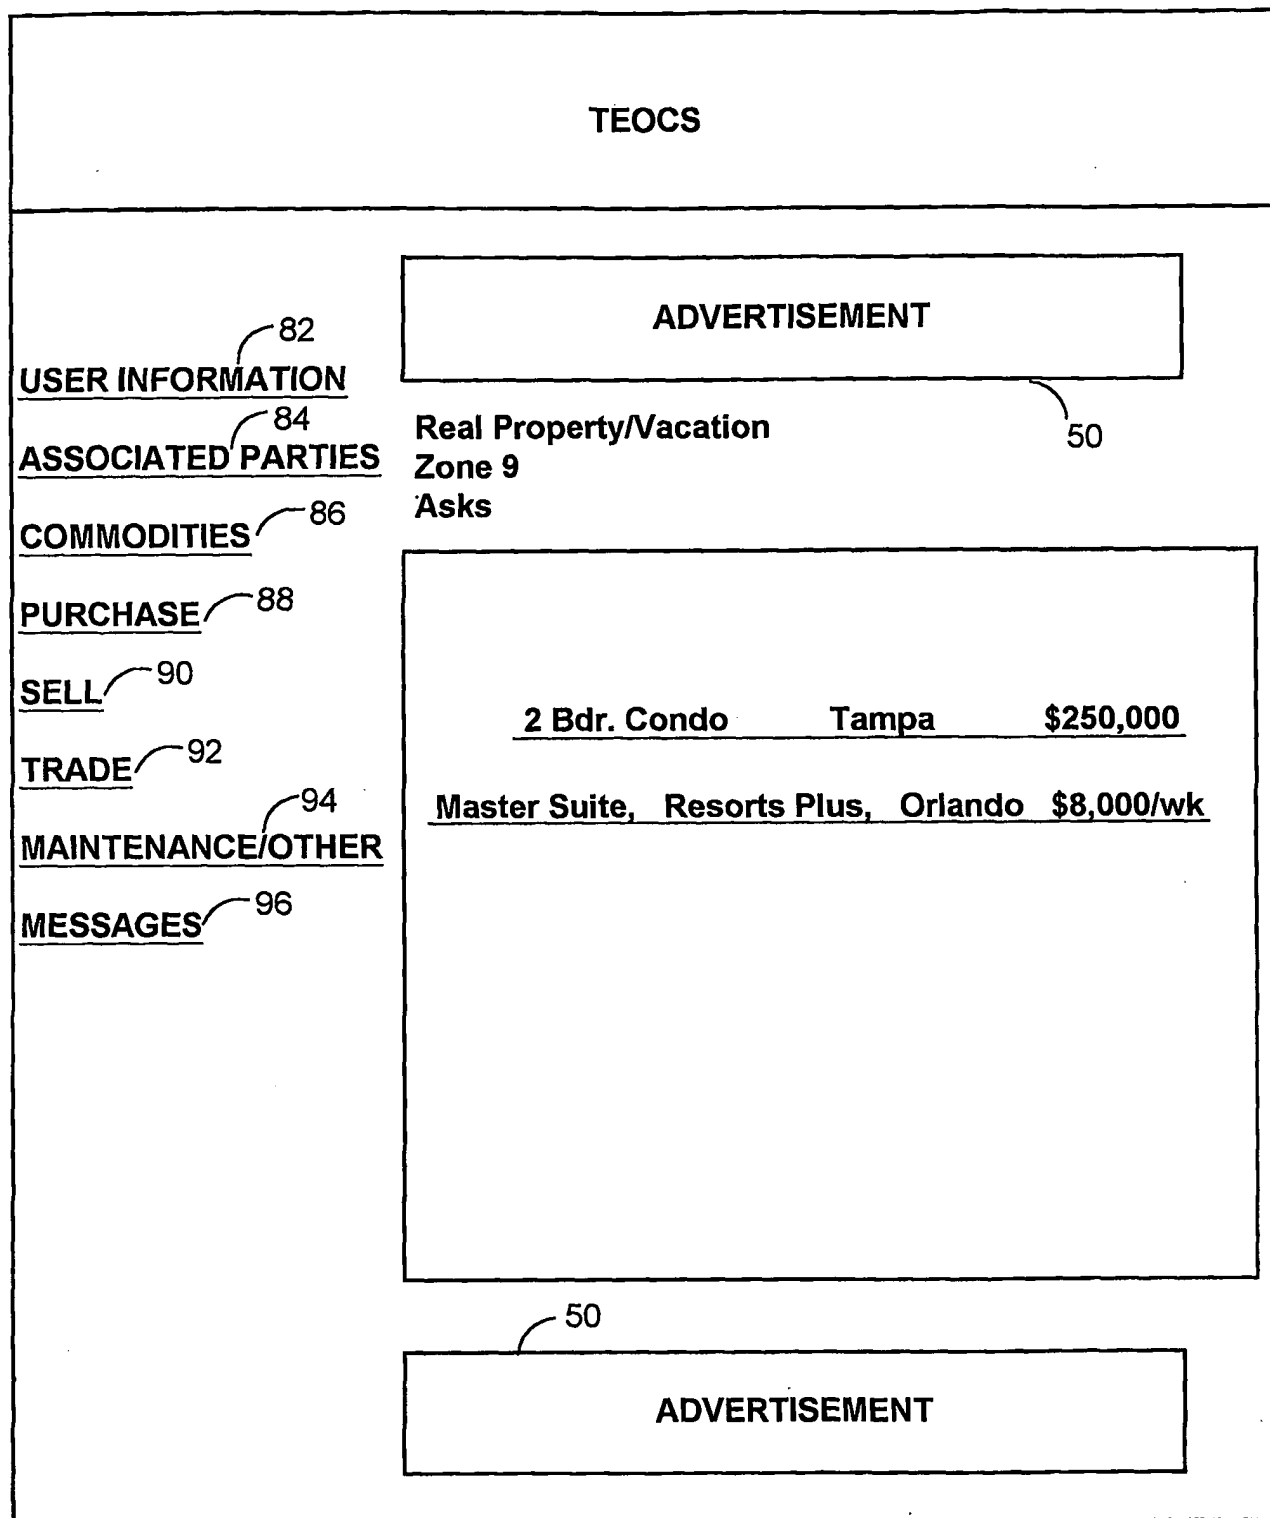 TEOCS
ADVERTISEMENT
50
82
USER INFORMATION
84
ASSOCIATED PARTIES
86
COMMODITIES
88
PURCHASE
90
SELL
92
TRADE
94
MAINTENANCE/OTHER
96
MESSAGES
Real Property/Vacation
Zone 9
Asks
2 Bdr. Condo Tampa $250,000
Master Suite, Resorts Plus, Orlando $8,000/wk
50
ADVERTISEMENT